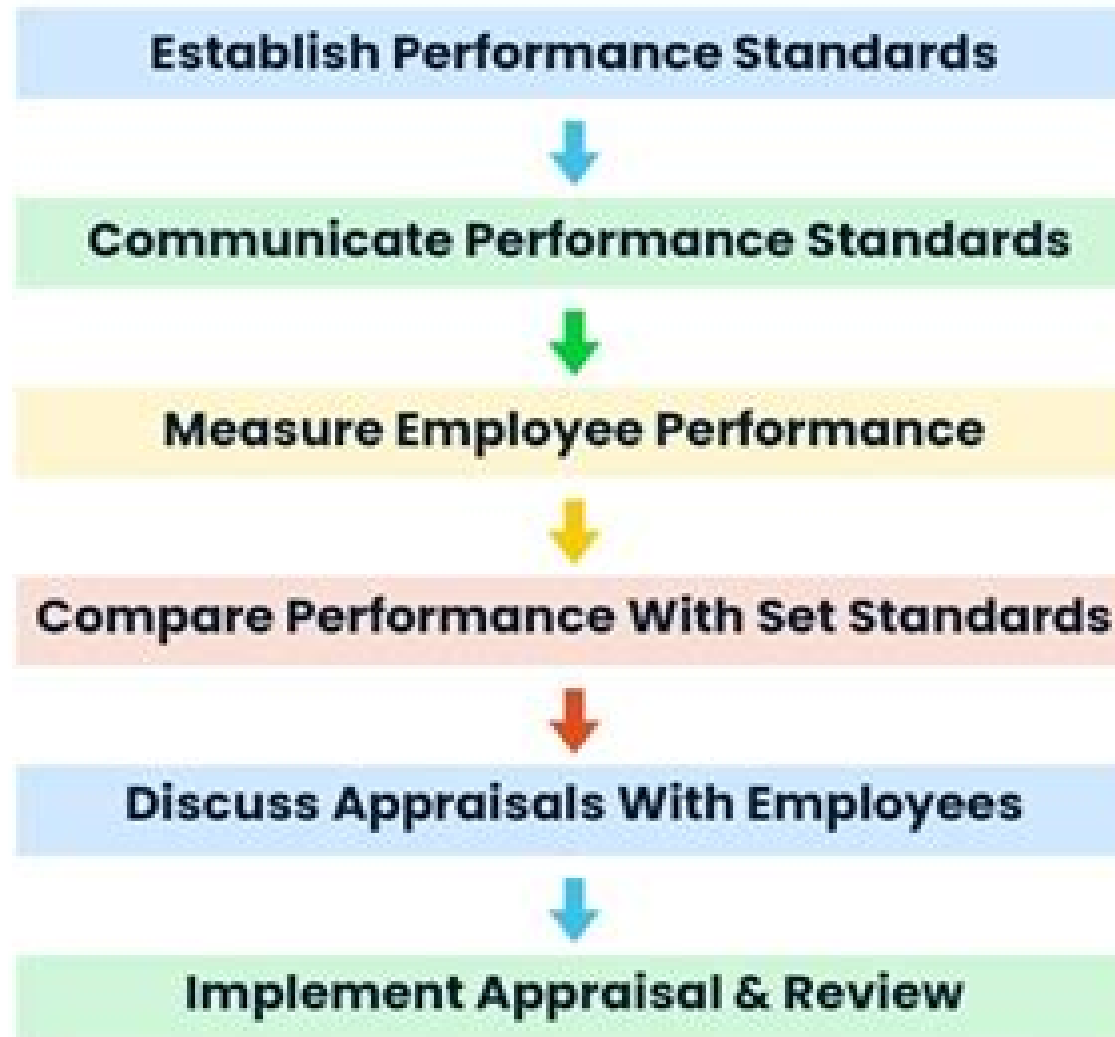 Establish Performance Standards
Communicate Performance Standards
Measure Employee Performance
Compare Performance With Set Standards
Discuss Appraisals With Employees
Implement Appraisal & Review